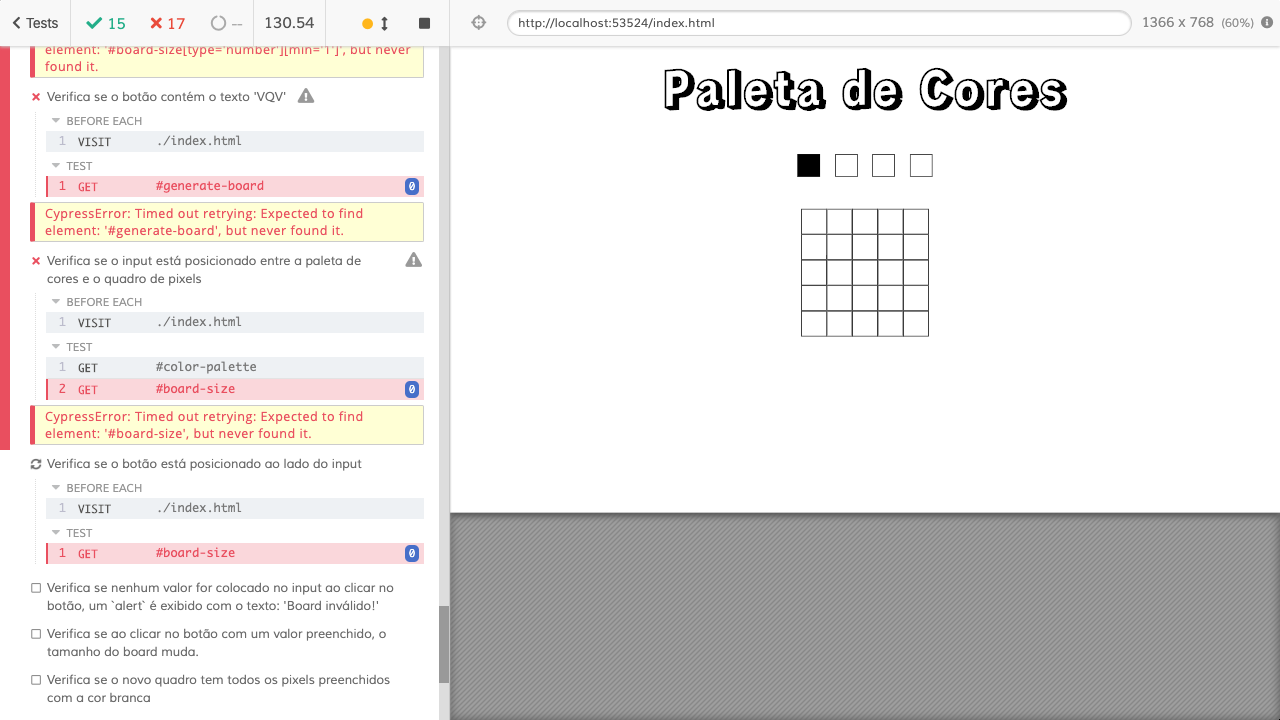 Tests
15
17
--
130.54
http://localhost:53524/index.html
1366 x 768 (60%)
element: '#board-size[type='number'][min='1']', but never
found it.
Verifica se o botão contém o texto 'VQV'
BEFORE EACH
1 VISIT ./index.html
TEST
1 GET #generate-board 0
CypressError: Timed out retrying: Expected to find
element: '#generate-board', but never found it.
Verifica se o input está posicionado entre a paleta de
cores e o quadro de pixels
BEFORE EACH
1 VISIT ./index.html
TEST
1 GET #color-palette
2 GET #board-size 0
CypressError: Timed out retrying: Expected to find
element: '#board-size', but never found it.
Verifica se o botão está posicionado ao lado do input
BEFORE EACH
1 VISIT ./index.html
TEST
1 GET #board-size 0
Verifica se nenhum valor for colocado no input ao clicar no
botão, um `alert` é exibido com o texto: 'Board inválido!'
Verifica se ao clicar no botão com um valor preenchido, o
tamanho do board muda.
Verifica se o novo quadro tem todos os pixels preenchidos
com a cor branca
Paleta de Cores